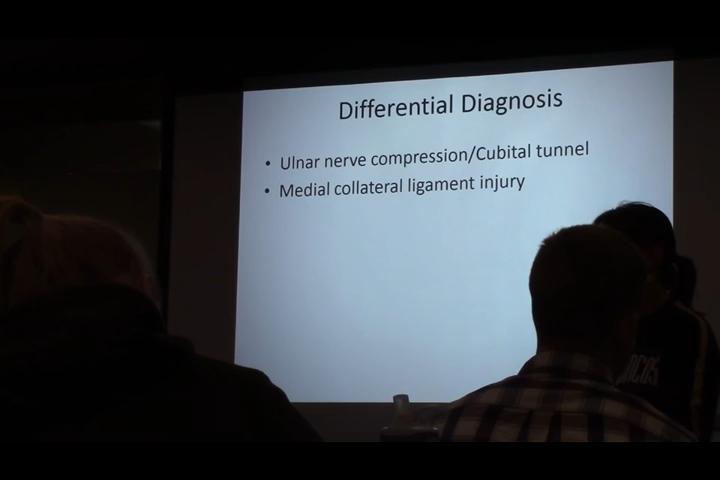 Differential Diagnosis
• Ulnar nerve compression/Cubital tunnel
• Medial collateral ligament injury